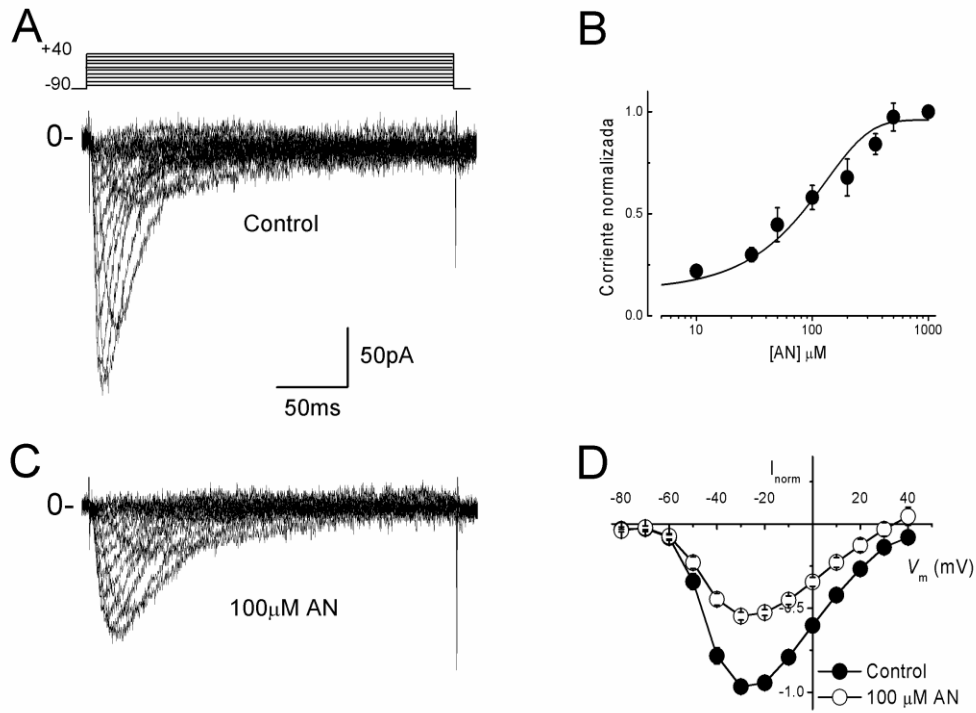 A
+40
-90
0-
Control
50pA
50ms
B
Corriente normalizada
1.0
0.5
0.0
10
100
1000
[AN] μM
C
0-
100μM AN
D
I norm
-80
-60
-40
-20
20
40
V m (mV)
-0.5
-1.0
Control
100 μM AN